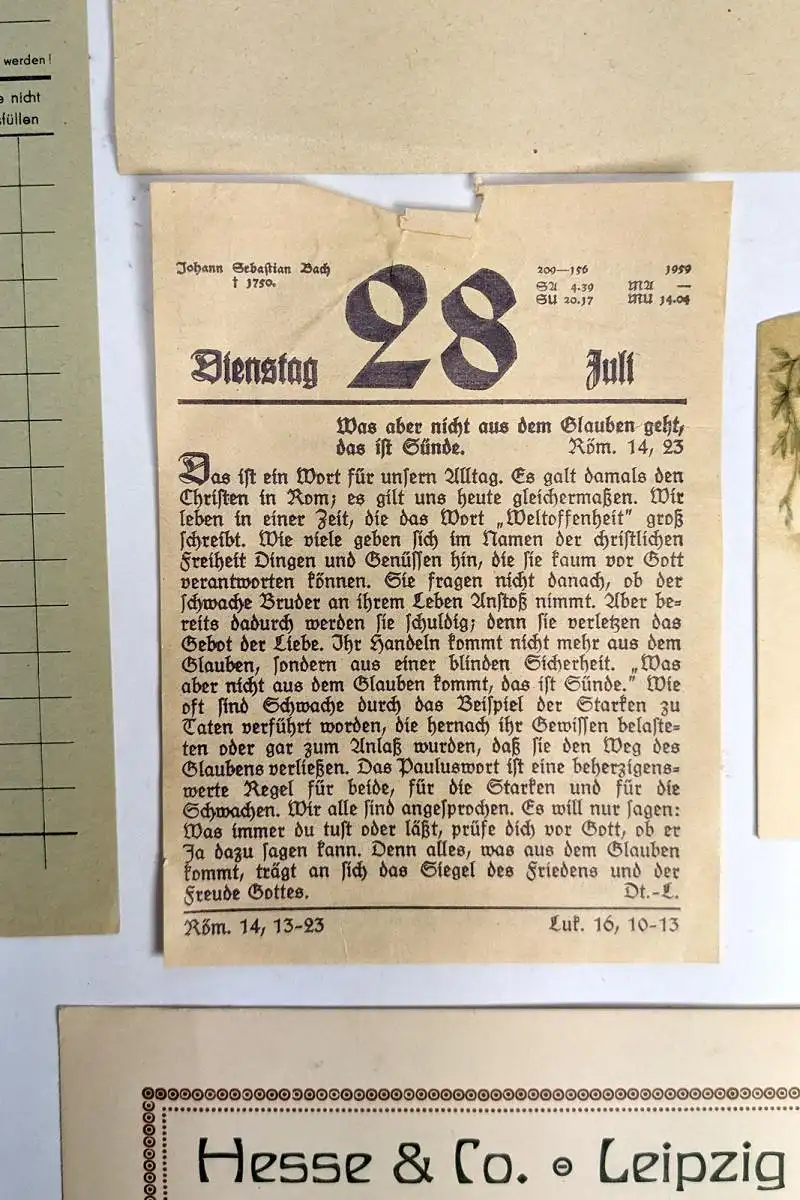 werden!
nicht
füllen
Johann Sebastian Bach
† 1750.
28
209—156
1959
SA 4.39
MA —
SU 20.17
MU 14.04
Dienstag
Juli
Was aber nicht aus dem Glauben geht,
das ist Sünde. Röm. 14, 23
Das ist ein Wort für unsern Alltag. Es galt damals den
Christen in Rom; es gilt uns heute gleichermaßen. Wir
leben in einer Zeit, die das Wort „Weltoffenheit" groß
schreibt. Wie viele geben sich im Namen der christlichen
Freiheit Dingen und Genüssen hin, die sie kaum vor Gott
verantworten können. Sie fragen nicht danach, ob der
schwache Bruder an ihrem Leben Anstoß nimmt. Aber be=
reits dadurch werden sie schuldig; denn sie verletzen das
Gebot der Liebe. Ihr Handeln kommt nicht mehr aus dem
Glauben, sondern aus einer blinden Sicherheit. „Was
aber nicht aus dem Glauben kommt, das ist Sünde." Wie
oft sind Schwache durch das Beispiel der Starken zu
Taten verführt worden, die hernach ihr Gewissen belaste=
ten oder gar zum Anlaß wurden, daß sie den Weg des
Glaubens verließen. Das Pauluswort ist eine beherzigens=
werte Regel für beide, für die Starken und für die
Schwachen. Wir alle sind angesprochen. Es will nur sagen:
Was immer du tust oder läßt, prüfe dich vor Gott, ob er
Ja dazu sagen kann. Denn alles, was aus dem Glauben
kommt, trägt an sich das Siegel des Friedens und der
Freude Gottes. Dt.-L.
Röm. 14, 13-23 Luk. 16, 10-13
Hesse & Co. Leipzig